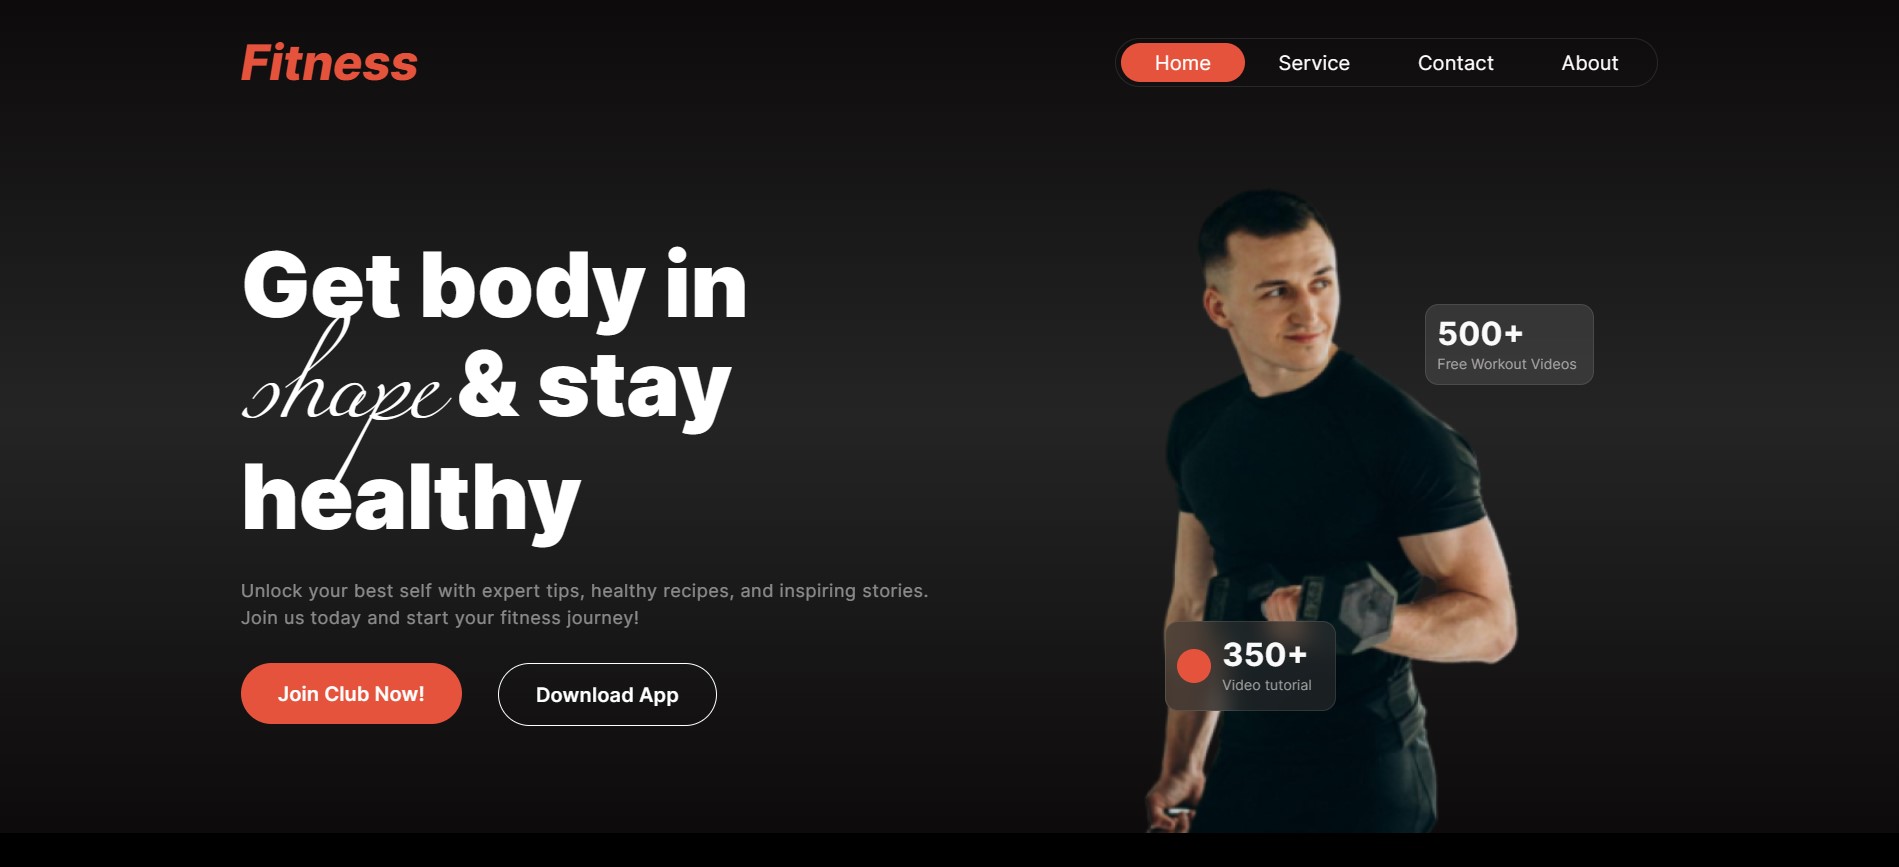 Fitness
Home Service Contact About
Get body in
shape & stay
healthy
500+
Free Workout Videos
Unlock your best self with expert tips, healthy recipes, and inspiring stories.
Join us today and start your fitness journey!
350+
Video tutorial
Join Club Now! Download App